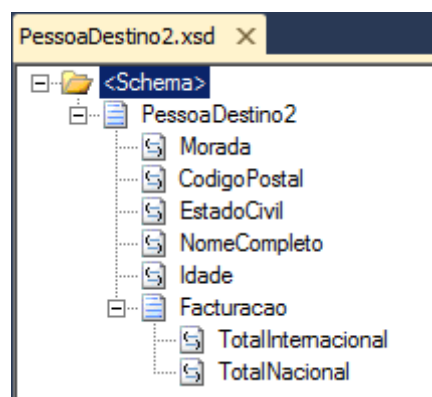 PessoaDestino2.xsd
<Schema>
PessoaDestino2
Morada
CodigoPostal
EstadoCivil
NomeCompleto
Idade
Facturacao
TotalInternacional
TotalNacional